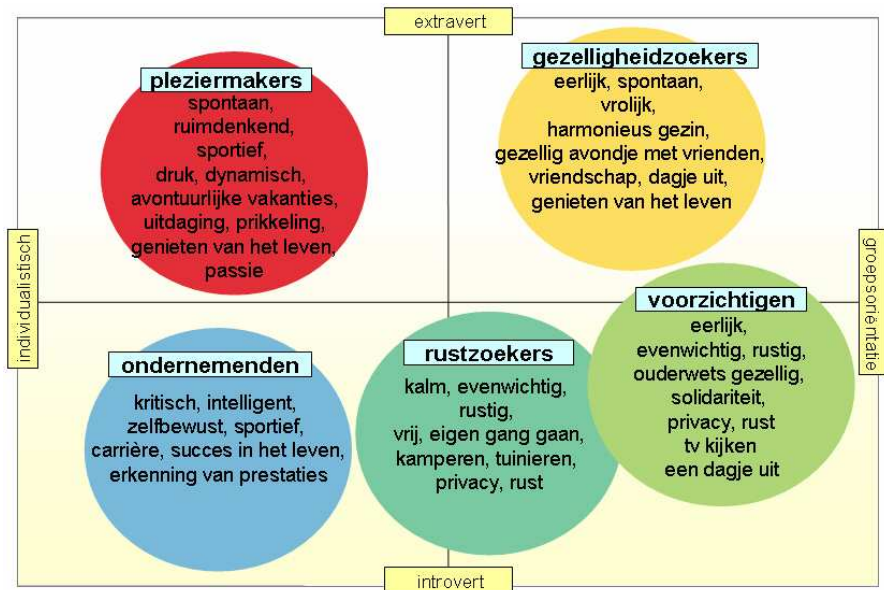 extravert
pleziermakers
spontaan,
ruimdenkend,
sportief,
druk, dynamisch,
avontuurlijke vakanties,
uitdaging, prikkeling,
genieten van het leven,
passie
gezelligheidzoekers
eerlijk, spontaan,
vrolijk,
harmonieus gezin,
gezellig avondje met vrienden,
vriendschap, dagje uit,
genieten van het leven
individualistisch
groepsoriëntatie
ondernemenden
kritisch, intelligent,
zelfbewust, sportief,
carrière, succes in het leven,
erkenning van prestaties
rustzoekers
kalm, evenwichtig,
rustig,
vrij, eigen gang gaan,
kamperen, tuinieren,
privacy, rust
voorzichtigen
eerlijk,
evenwichtig, rustig,
ouderwets gezellig,
solidariteit,
privacy, rust
tv kijken
een dagje uit
introvert